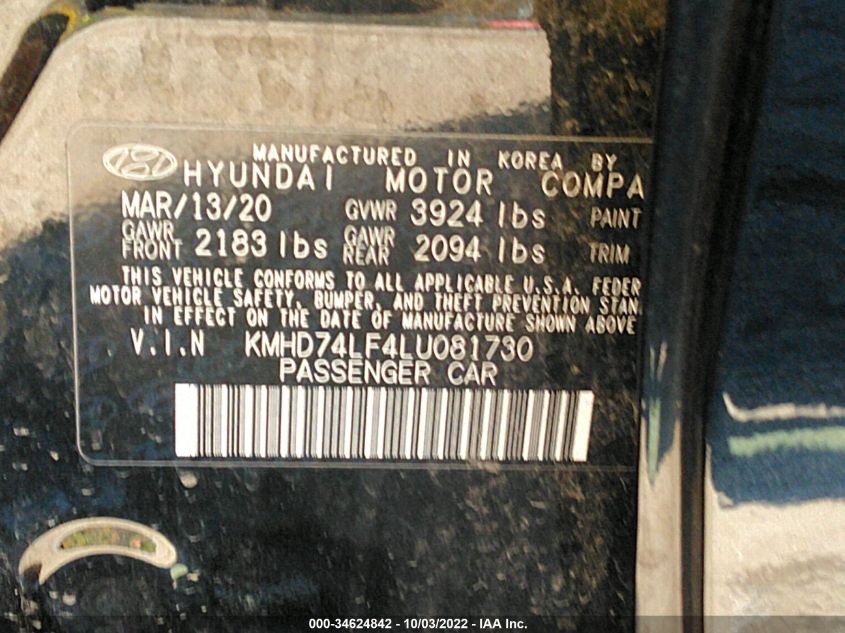 MANUFACTURED IN KOREA BY
HYUNDAI MOTOR COMPA
MAR/13/20 GVWR 3924 lbs PAINT
GAWR FRONT 2183 lbs GAWR REAR 2094 lbs TRIM
THIS VEHICLE CONFORMS TO ALL APPLICABLE U.S.A. FEDER
MOTOR VEHICLE SAFETY, BUMPER, AND THEFT PREVENTION STAN
IN EFFECT ON THE DATE OF MANUFACTURE SHOWN ABOVE
V.I.N KMHD74LF4LU081730
PASSENGER CAR
000-34624842 - 10/03/2022 - IAA Inc.